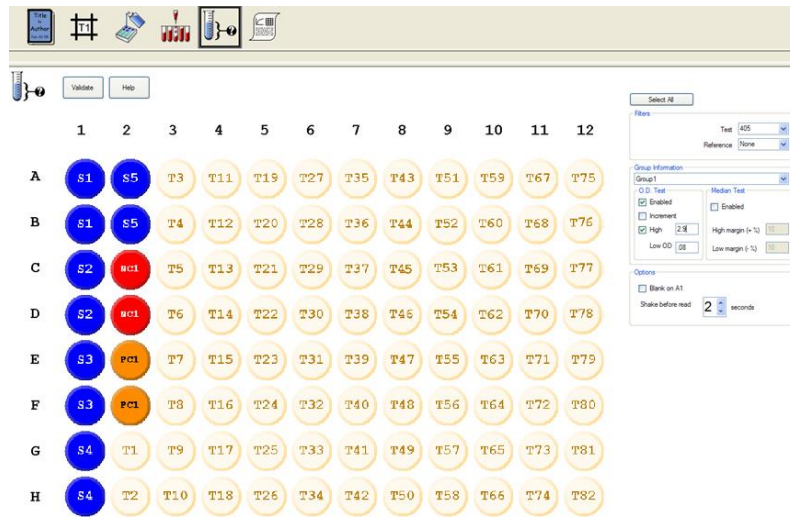 Title
Author
T1
Validate Help
Select All
Filters
Test 405
Reference None
Group Information
Group1
O.D. Test Median Test
Enabled Enabled
Increment
High 2.9 High margin (+ %) 10
Low OD .08 Low margin (- %)
Options
Blank on A1
Shake before read 2 seconds
1 2 3 4 5 6 7 8 9 10 11 12
A S1 S5 T3 T11 T19 T27 T35 T43 T51 T59 T67 T75
B S1 S5 T4 T12 T20 T28 T36 T44 T52 T60 T68 T76
C S2 NC1 T5 T13 T21 T29 T37 T45 T53 T61 T69 T77
D S2 NC1 T6 T14 T22 T30 T38 T46 T54 T62 T70 T78
E S3 PC1 T7 T15 T23 T31 T39 T47 T55 T63 T71 T79
F S3 PC1 T8 T16 T24 T32 T40 T48 T56 T64 T72 T80
G S4 T1 T9 T17 T25 T33 T41 T49 T57 T65 T73 T81
H S4 T2 T10 T18 T26 T34 T42 T50 T58 T66 T74 T82